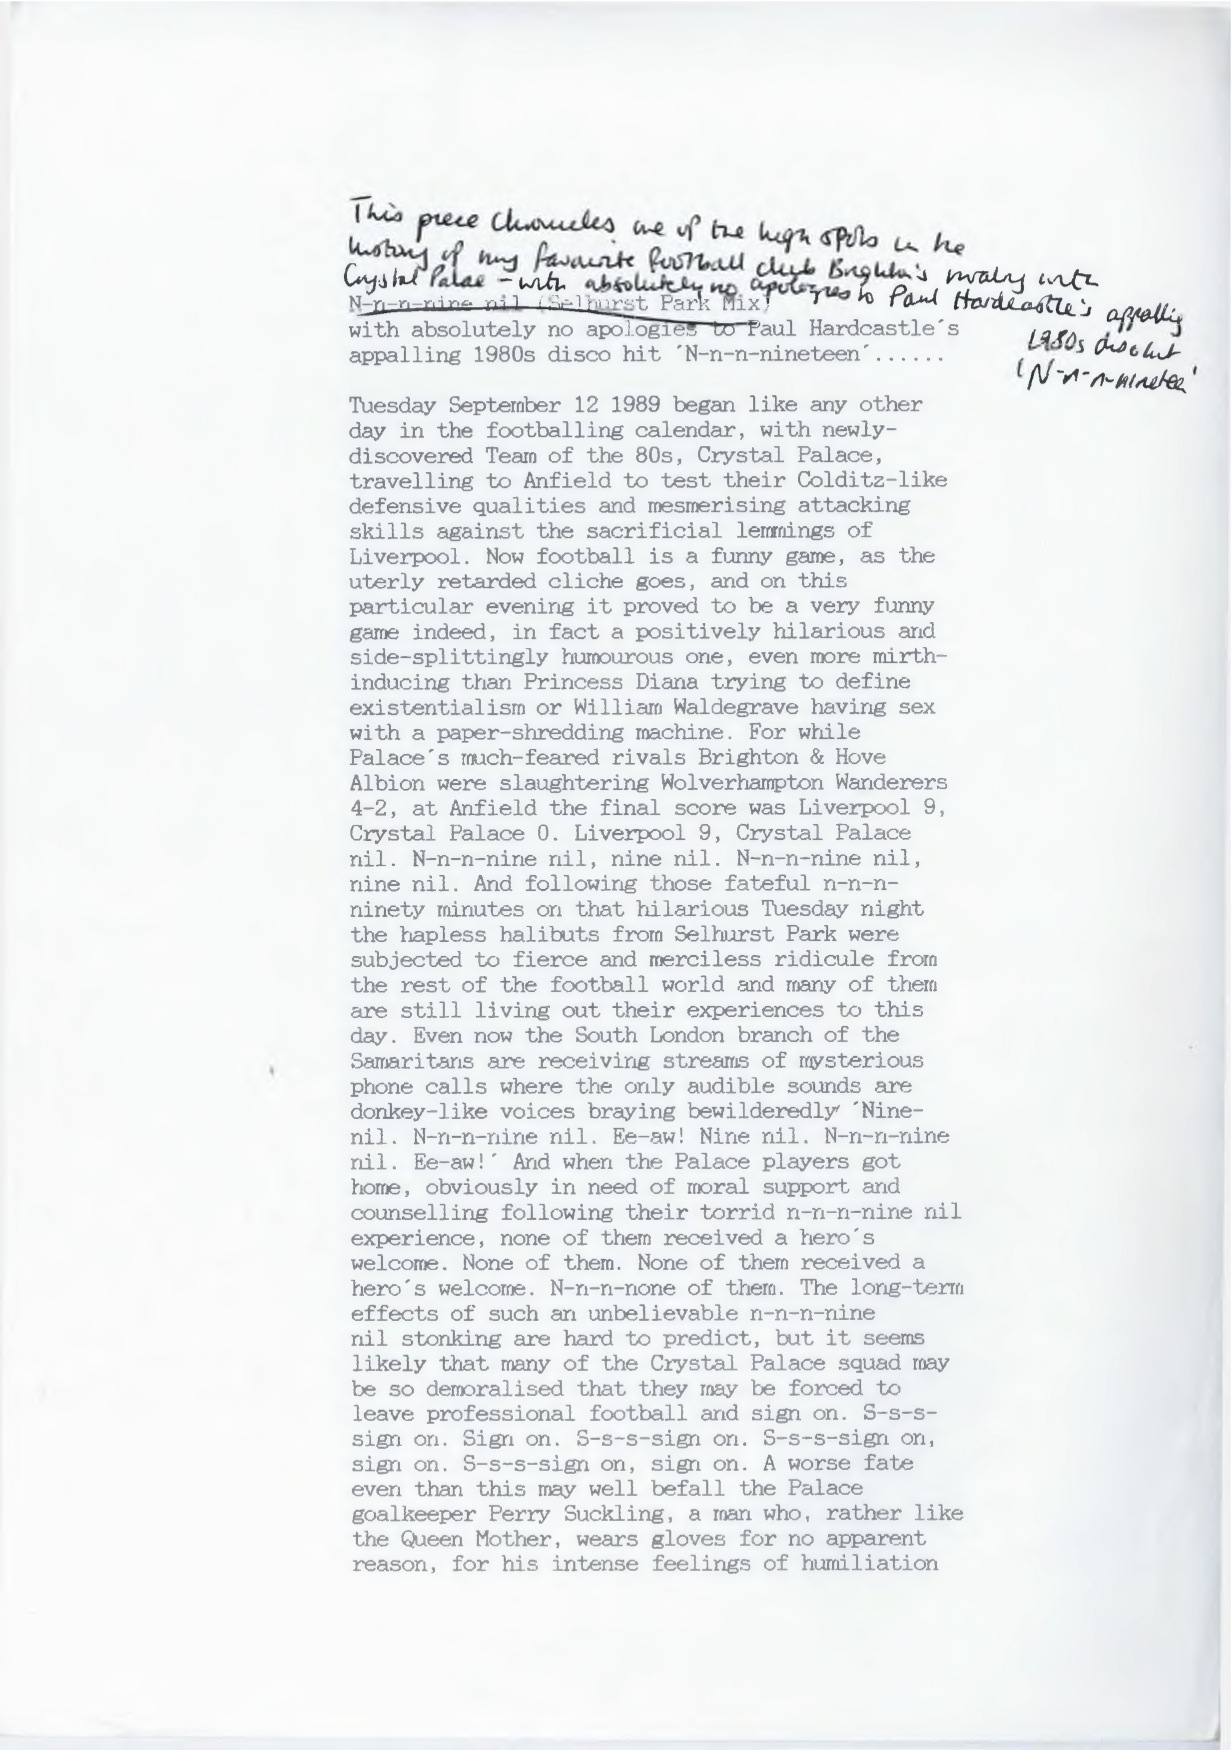 This piece chronicles one of the high spots in the
history of my favourite football club Brighton's rivalry with
Crystal Palace - with absolutely no apologies to Paul Hardcastle's appalling
1980s disco hit
'N-n-n-nineteen'
N-n-n-nine nil (Selhurst Park Mix)
with absolutely no apologies to Paul Hardcastle´s
appalling 1980s disco hit ´N-n-n-nineteen´......
Tuesday September 12 1989 began like any other
day in the footballing calendar, with newly-
discovered Team of the 80s, Crystal Palace,
travelling to Anfield to test their Colditz-like
defensive qualities and mesmerising attacking
skills against the sacrificial lemmings of
Liverpool. Now football is a funny game, as the
uterly retarded cliche goes, and on this
particular evening it proved to be a very funny
game indeed, in fact a positively hilarious and
side-splittingly humourous one, even more mirth-
inducing than Princess Diana trying to define
existentialism or William Waldegrave having sex
with a paper-shredding machine. For while
Palace´s much-feared rivals Brighton & Hove
Albion were slaughtering Wolverhampton Wanderers
4-2, at Anfield the final score was Liverpool 9,
Crystal Palace 0. Liverpool 9, Crystal Palace
nil. N-n-n-nine nil, nine nil. N-n-n-nine nil,
nine nil. And following those fateful n-n-n-
ninety minutes on that hilarious Tuesday night
the hapless halibuts from Selhurst Park were
subjected to fierce and merciless ridicule from
the rest of the football world and many of them
are still living out their experiences to this
day. Even now the South London branch of the
Samaritans are receiving streams of mysterious
phone calls where the only audible sounds are
donkey-like voices braying bewilderedly ´Nine-
nil. N-n-n-nine nil. Ee-aw! Nine nil. N-n-n-nine
nil. Ee-aw!´ And when the Palace players got
home, obviously in need of moral support and
counselling following their torrid n-n-n-nine nil
experience, none of them received a hero´s
welcome. None of them. None of them received a
hero´s welcome. N-n-n-none of them. The long-term
effects of such an unbelievable n-n-n-nine
nil stonking are hard to predict, but it seems
likely that many of the Crystal Palace squad may
be so demoralised that they may be forced to
leave professional football and sign on. S-s-s-
sign on. Sign on. S-s-s-sign on. S-s-s-sign on,
sign on. S-s-s-sign on, sign on. A worse fate
even than this may well befall the Palace
goalkeeper Perry Suckling, a man who, rather like
the Queen Mother, wears gloves for no apparent
reason, for his intense feelings of humiliation